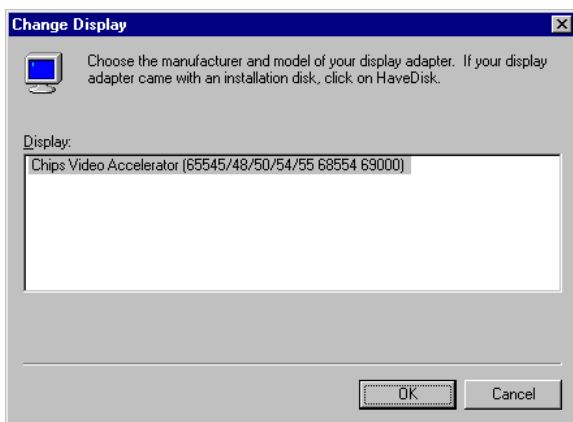 Change Display
Choose the manufacturer and model of your display adapter. If your display
adapter came with an installation disk, click on HaveDisk.
Display:
Chips Video Accelerator (65545/48/50/54/55 68554 69000)
OK
Cancel